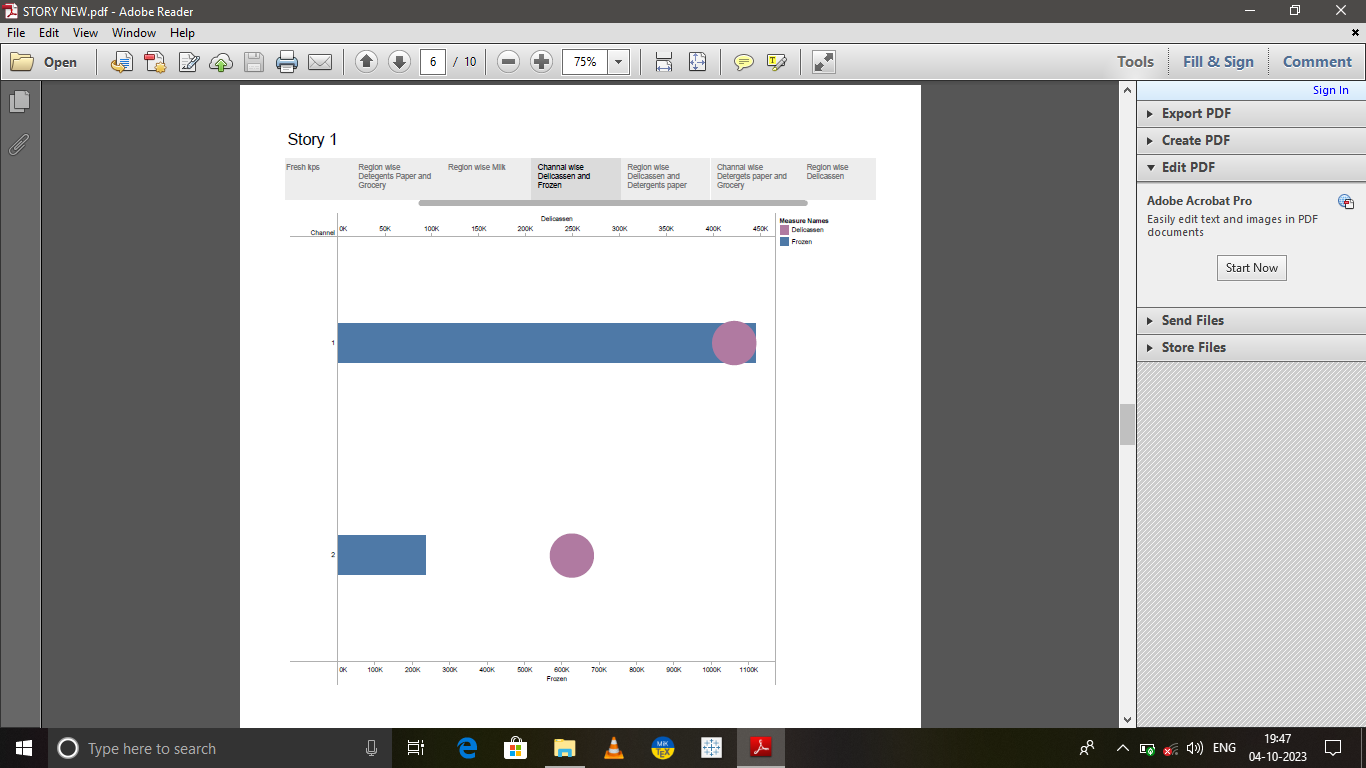 STORY NEW.pdf - Adobe Reader
File Edit View Window Help
Open 6 / 10 75% Tools Fill & Sign Comment
Sign In
Export PDF
Create PDF
Edit PDF
Adobe Acrobat Pro
Easily edit text and images in PDF
documents
Start Now
Send Files
Store Files
Story 1
Fresh kps
Region wise
Detegents Paper and
Grocery
Region wise Milk
Channal wise
Delicassen and
Frozen
Region wise
Delicassen and
Detergents paper
Channal wise
Detergets paper and
Grocery
Region wise
Delicassen
Delicassen
Channel 0K 50K 100K 200K 250K 300K 350K 400K 450K
Measure Names
Delicassen
Frozen
1
2
0K 100K 200K 300K 400K 500K 600K 700K 800K 900K 1000K 1100K
Frozen
Type here to search
MiK
TEX
ENG
19:47
04-10-2023